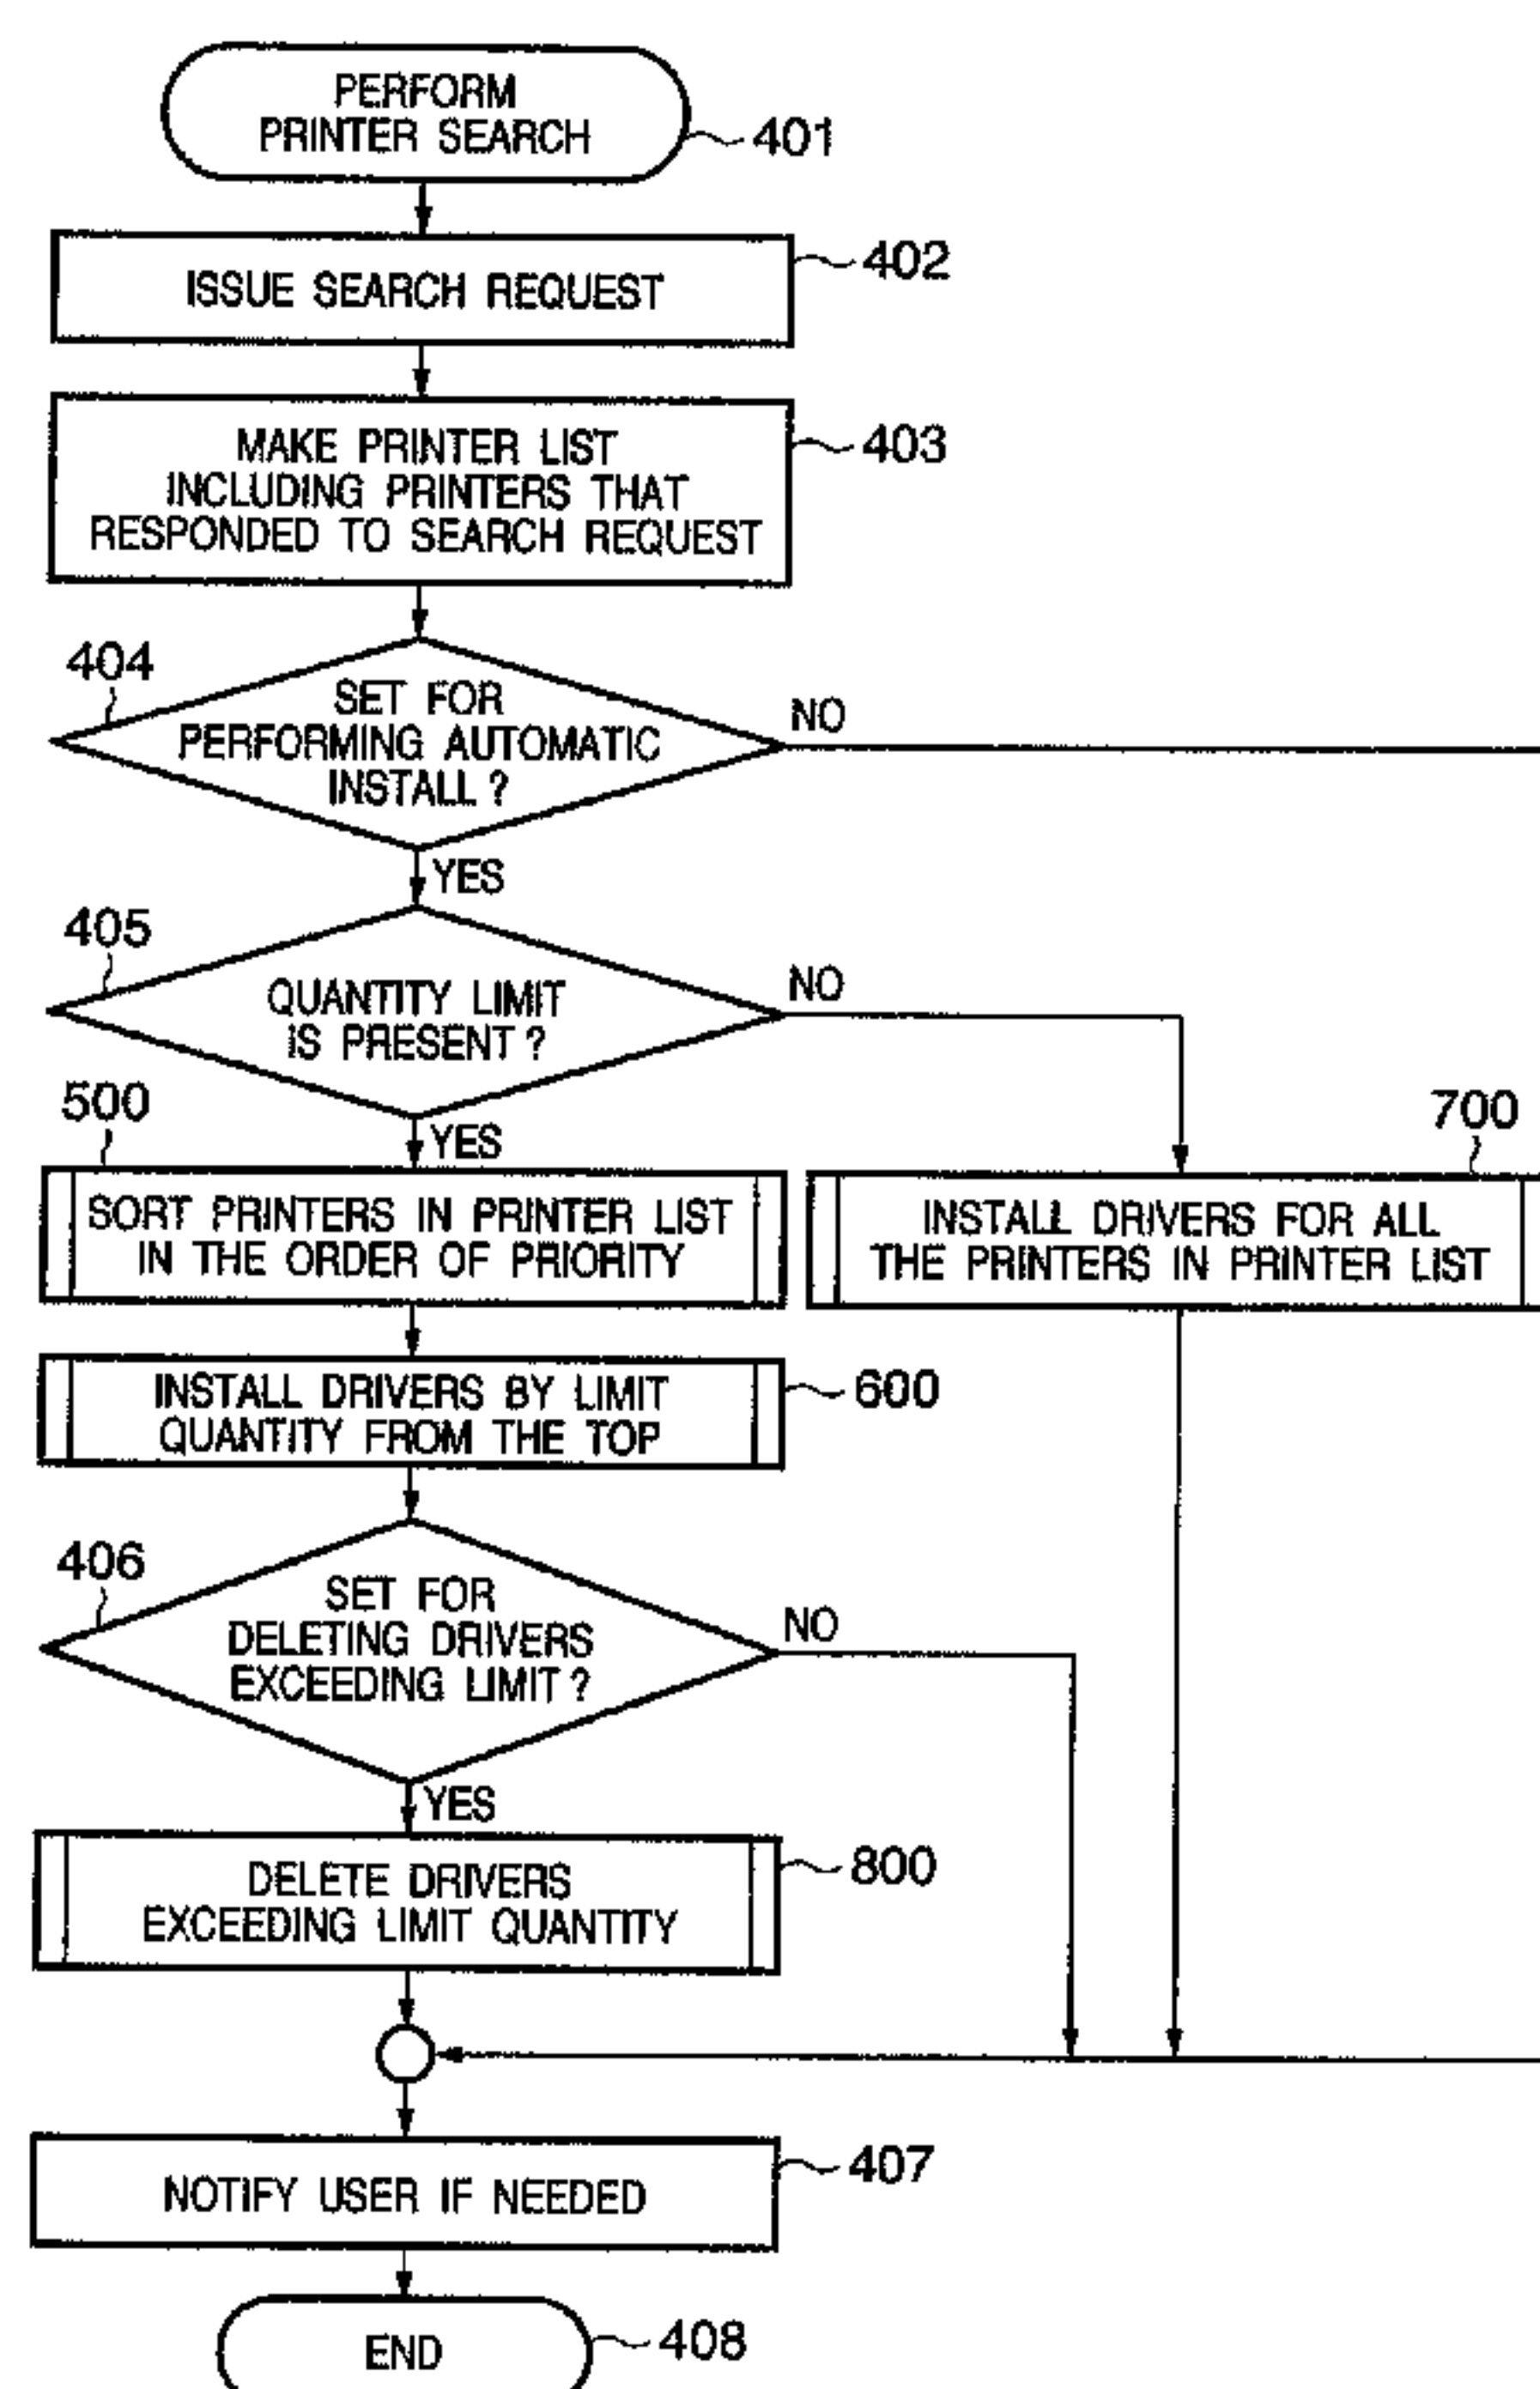 PERFORM
PRINTER SEARCH
401
ISSUE SEARCH REQUEST
402
MAKE PRINTER LIST
INCLUDING PRINTERS THAT
RESPONDED TO SEARCH REQUEST
403
404
SET FOR
PERFORMING AUTOMATIC
INSTALL?
NO
YES
405
QUANTITY LIMIT
IS PRESENT?
NO
YES
500
SORT PRINTERS IN PRINTER LIST
IN THE ORDER OF PRIORITY
700
INSTALL DRIVERS FOR ALL
THE PRINTERS IN PRINTER LIST
INSTALL DRIVERS BY LIMIT
QUANTITY FROM THE TOP
600
406
SET FOR
DELETING DRIVERS
EXCEEDING LIMIT?
NO
YES
DELETE DRIVERS
EXCEEDING LIMIT QUANTITY
800
NOTIFY USER IF NEEDED
407
END
408